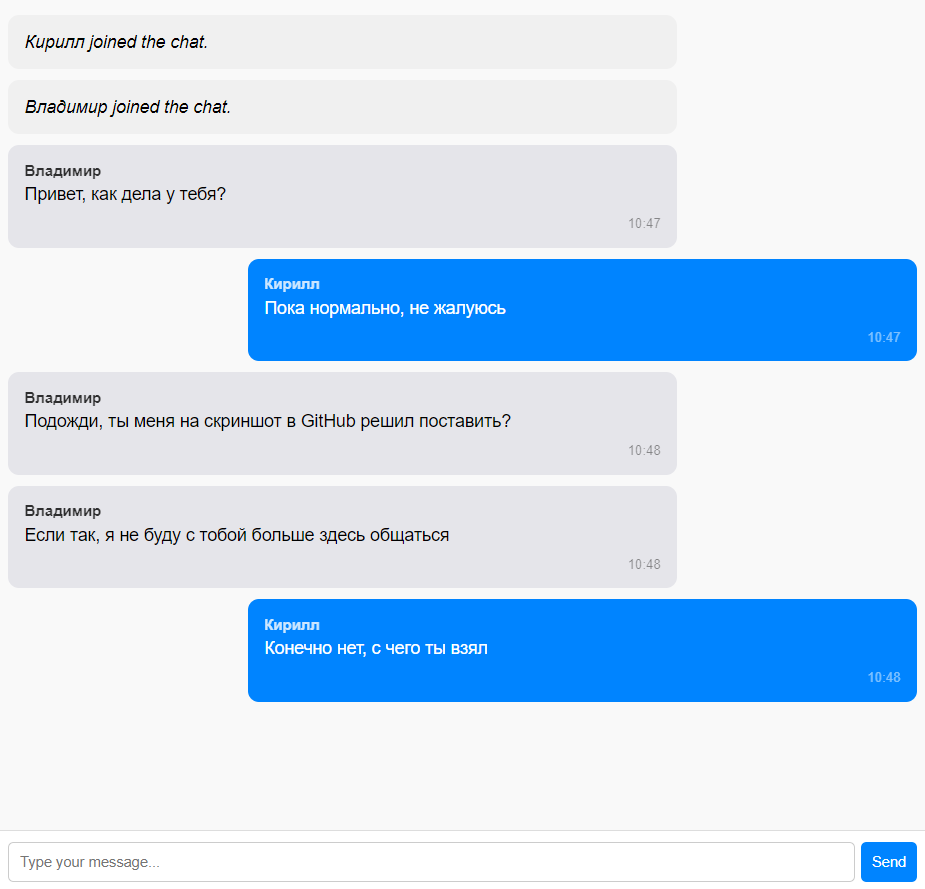 Кирилл joined the chat.
Владимир joined the chat.
Владимир
Привет, как дела у тебя?
10:47
Кирилл
Пока нормально, не жалуюсь
10:47
Владимир
Подожди, ты меня на скриншот в GitHub решил поставить?
10:48
Владимир
Если так, я не буду с тобой больше здесь общаться
10:48
Кирилл
Конечно нет, с чего ты взял
10:48
Type your message...
Send